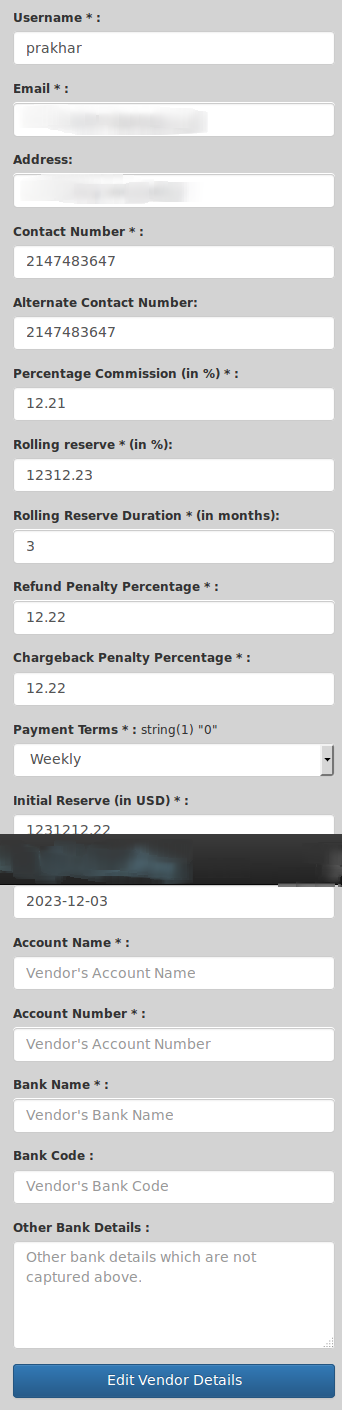 Username * :
prakhar
Email * :
Address:
Contact Number * :
2147483647
Alternate Contact Number:
2147483647
Percentage Commission (in %) * :
12.21
Rolling reserve * (in %):
12312.23
Rolling Reserve Duration * (in months):
3
Refund Penalty Percentage * :
12.22
Chargeback Penalty Percentage * :
12.22
Payment Terms * : string(1) "0"
Weekly
Initial Reserve (in USD) * :
1231212.22
2023-12-03
Account Name * :
Vendor's Account Name
Account Number * :
Vendor's Account Number
Bank Name * :
Vendor's Bank Name
Bank Code :
Vendor's Bank Code
Other Bank Details :
Other bank details which are not
captured above.
Edit Vendor Details